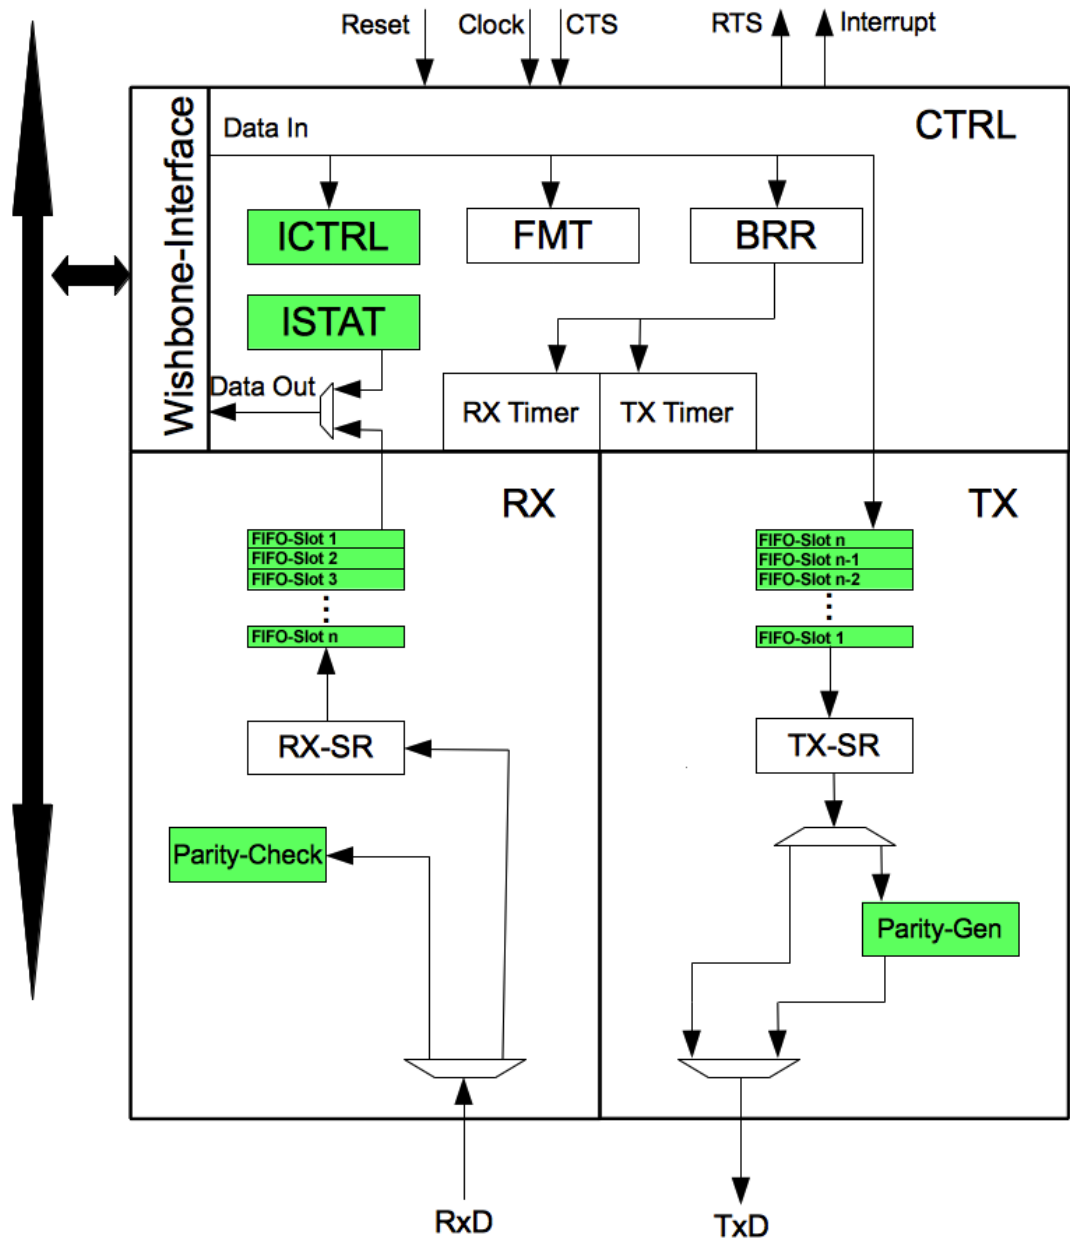 Reset
Clock
CTS
RTS
Interrupt
Wishbone-Interface
Data In
CTRL
ICTRL
FMT
BRR
ISTAT
Data Out
RX Timer
TX Timer
RX
TX
FIFO-Slot 1
FIFO-Slot 2
FIFO-Slot 3
FIFO-Slot n
FIFO-Slot n
FIFO-Slot n-1
FIFO-Slot n-2
FIFO-Slot 1
RX-SR
TX-SR
Parity-Check
Parity-Gen
RxD
TxD